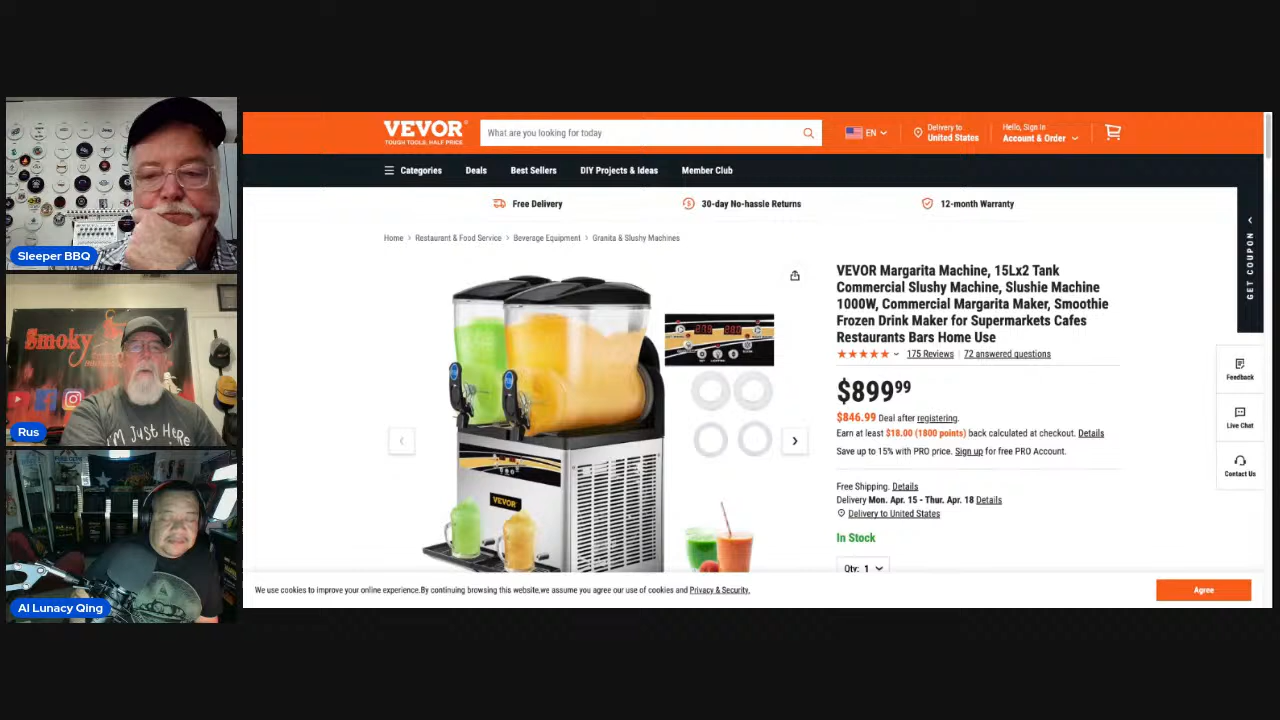 VEVOR
TOUGH TOOLS, HALF PRICE
What are you looking for today
EN
Delivery to
United States
Hello, Sign In
Account & Order
Categories
Deals
Best Sellers
DIY Projects & Ideas
Member Club
Free Delivery
30-day No-hassle Returns
12-month Warranty
GET COUPON
Home > Restaurant & Food Service > Beverage Equipment > Granita & Slushy Machines
VEVOR Margarita Machine, 15Lx2 Tank
Commercial Slushy Machine, Slushie Machine
1000W, Commercial Margarita Maker, Smoothie
Frozen Drink Maker for Supermarkets Cafes
Restaurants Bars Home Use
175 Reviews
72 answered questions
$899.99
$846.99 Deal after registering.
Earn at least $18.00 (1800 points) back calculated at checkout. Details
Save up to 15% with PRO price. Sign up for free PRO Account.
Free Shipping. Details
Delivery Mon. Apr. 15 - Thur. Apr. 18 Details
Delivery to United States
In Stock
Qty: 1
Feedback
Live Chat
Contact Us
VEVOR
We use cookies to improve your online experience.By continuing browsing this website,we assume you agree our use of cookies and Privacy & Security.
Agree
Sleeper BBQ
Smoky
I'M JUST HERE
Rus
Al Lunacy Qing